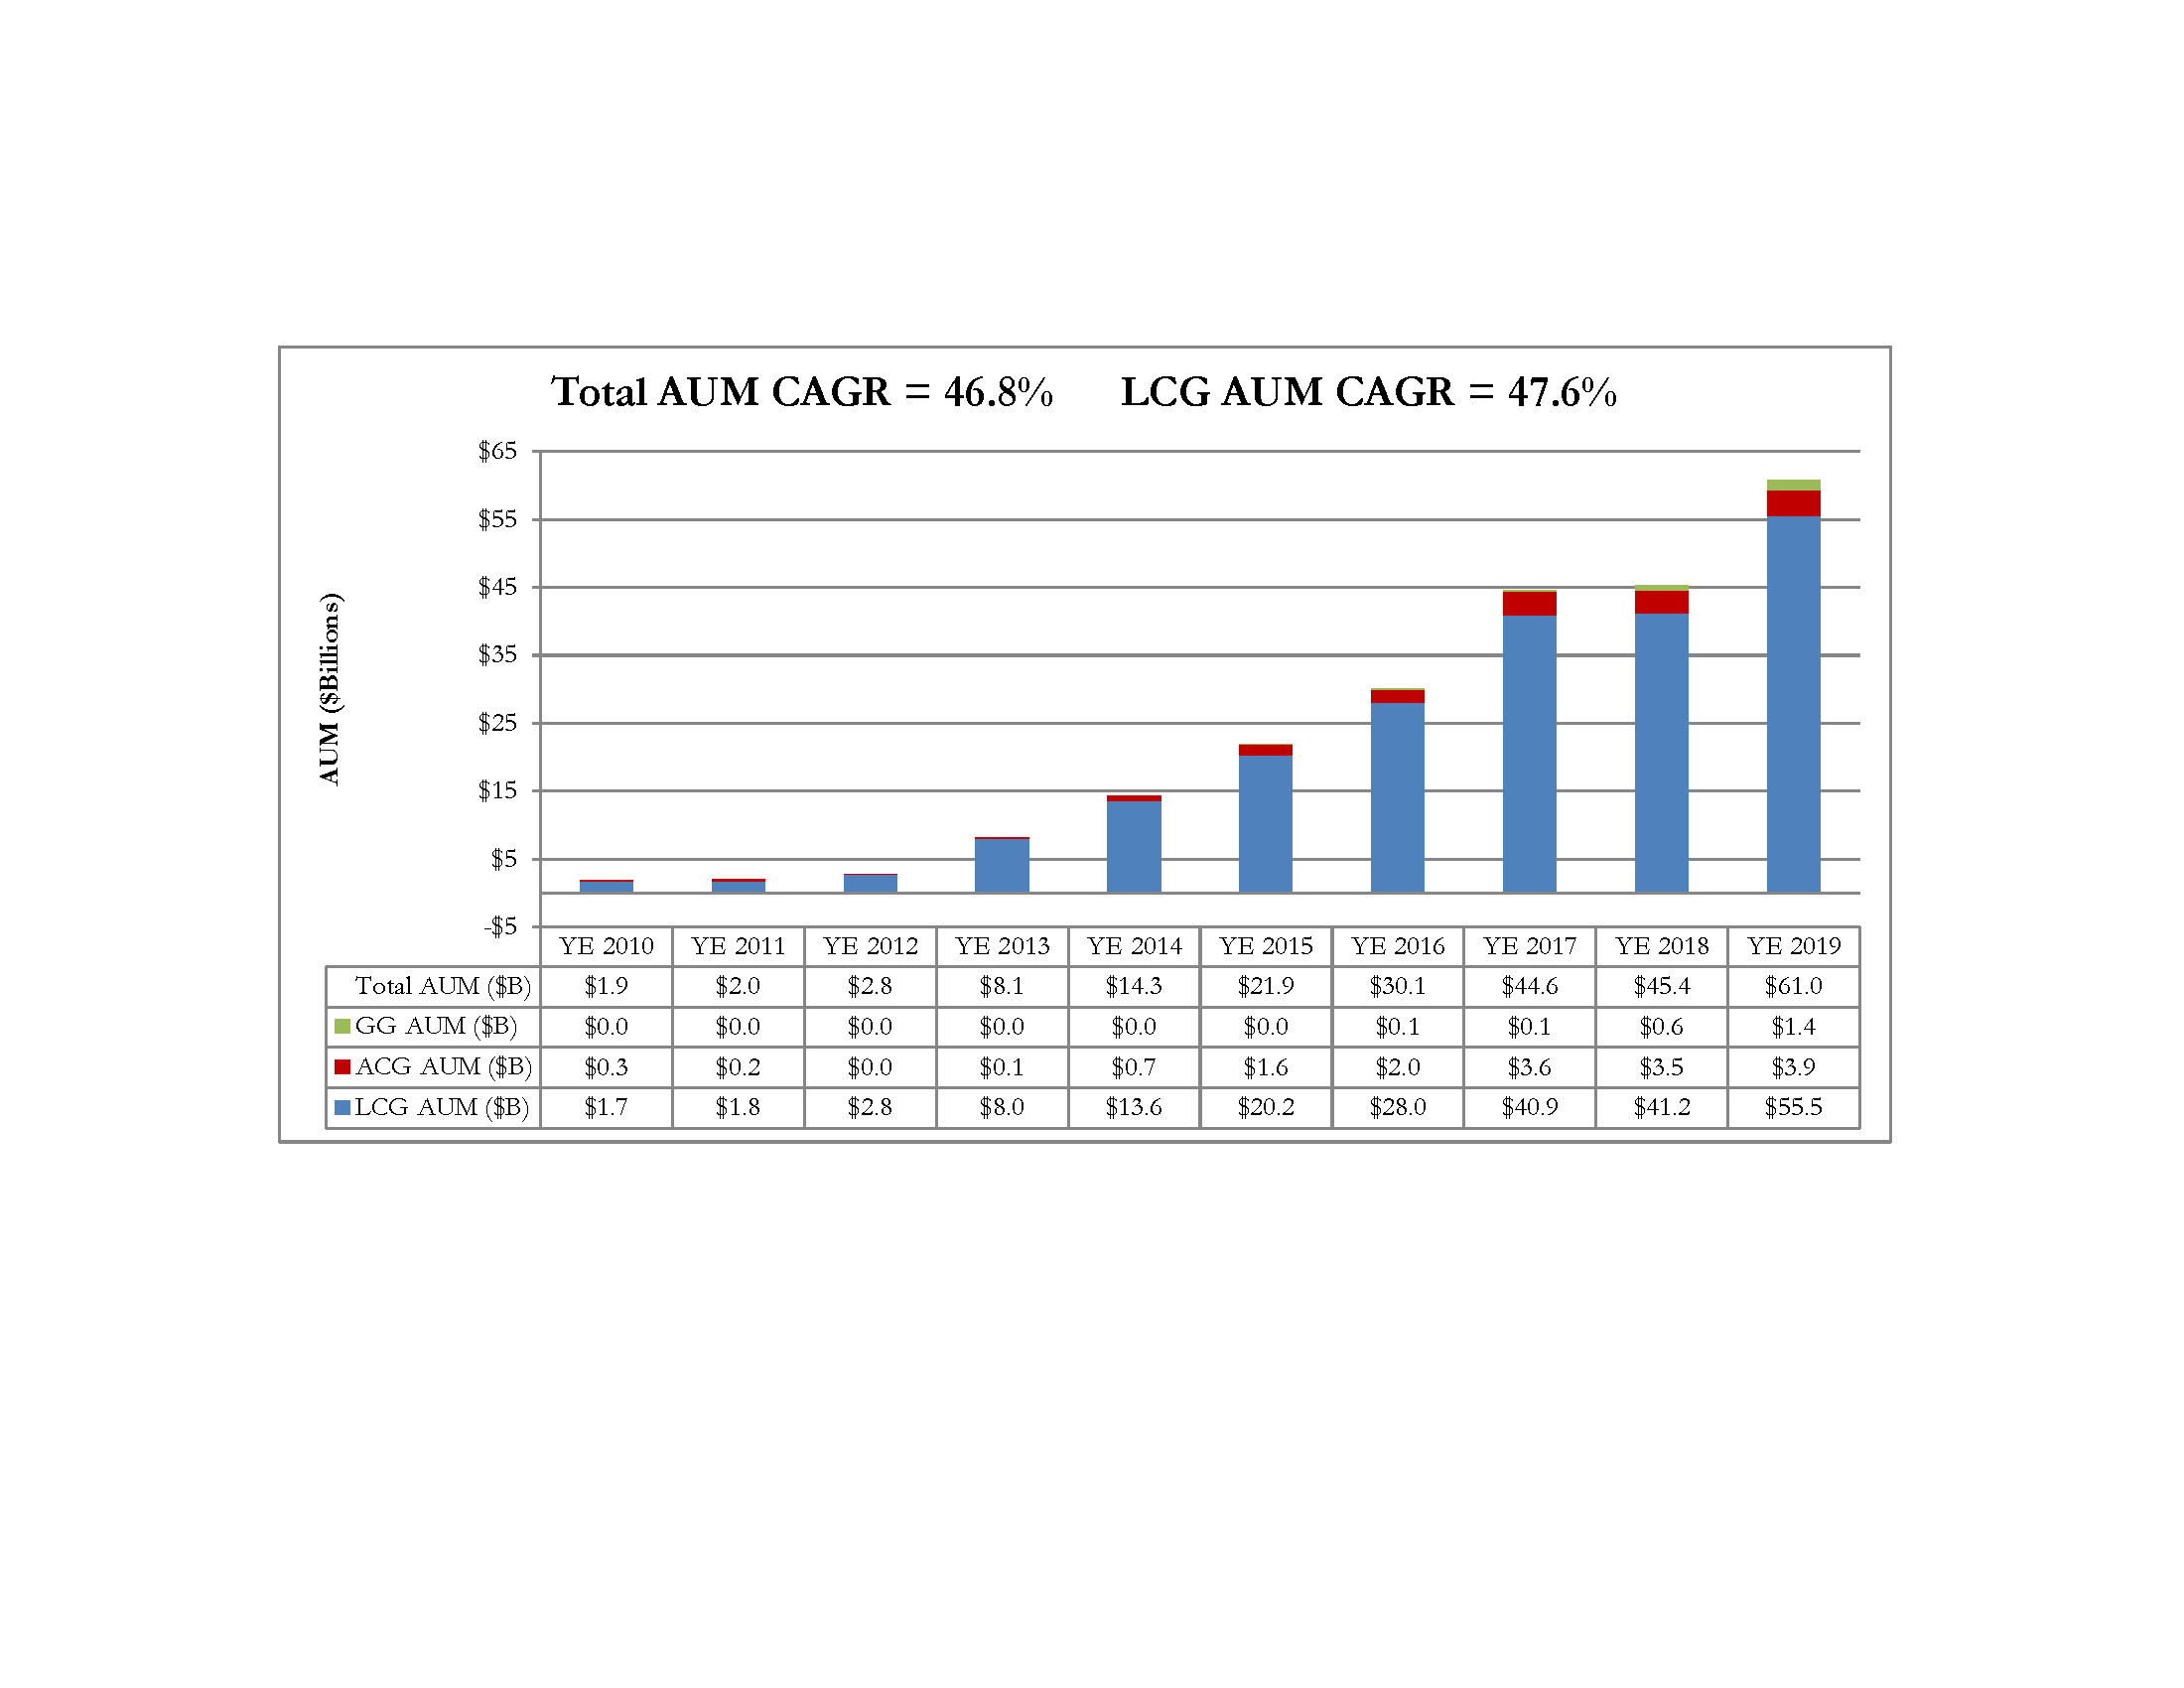 Total AUM CAGR = 46.8% LCG AUM CAGR = 47.6%
AUM ($Billions)
$65
$55
$45
$35
$25
$15
$5
-$5
YE 2010 YE 2011 YE 2012 YE 2013 YE 2014 YE 2015 YE 2016 YE 2017 YE 2018 YE 2019
Total AUM ($B) $1.9 $2.0 $2.8 $8.1 $14.3 $21.9 $30.1 $44.6 $45.4 $61.0
GG AUM ($B) $0.0 $0.0 $0.0 $0.0 $0.0 $0.0 $0.1 $0.1 $0.6 $1.4
ACG AUM ($B) $0.3 $0.2 $0.0 $0.1 $0.7 $1.6 $2.0 $3.6 $3.5 $3.9
LCG AUM ($B) $1.7 $1.8 $2.8 $8.0 $13.6 $20.2 $28.0 $40.9 $41.2 $55.5